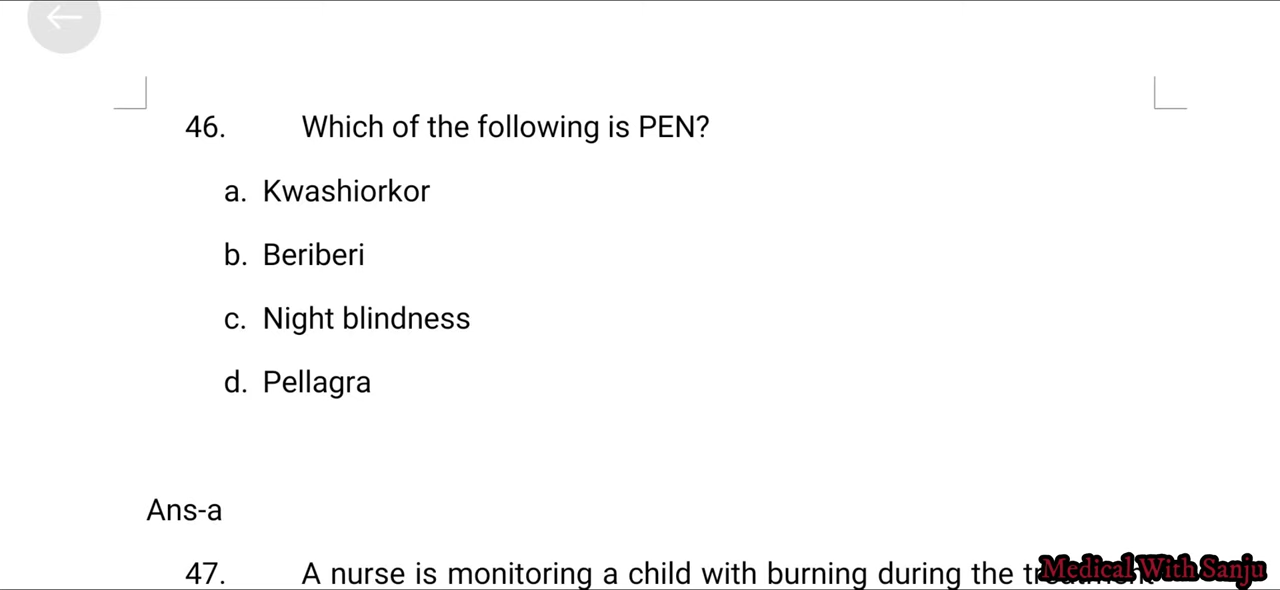 46. Which of the following is PEN?
a. Kwashiorkor
b. Beriberi
c. Night blindness
d. Pellagra
Ans-a
47. A nurse is monitoring a child with burning during the
Medical With Sanju